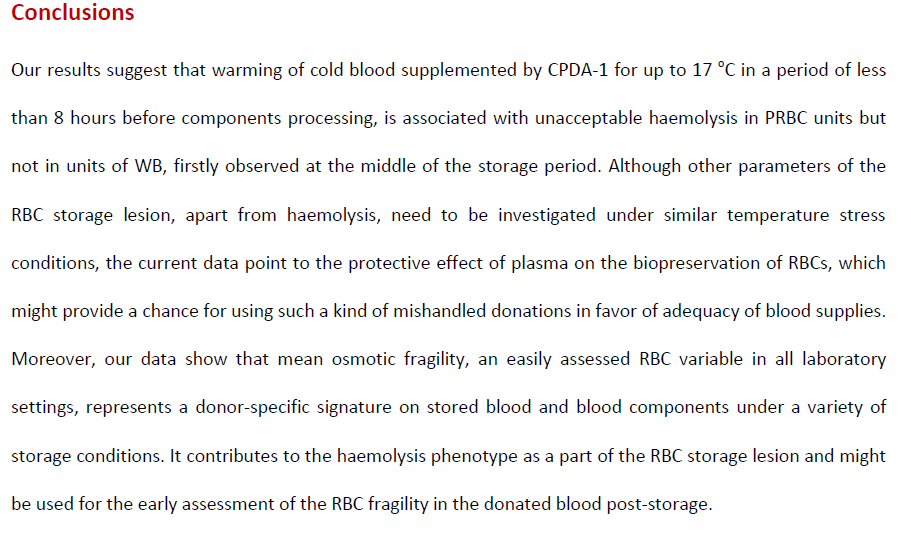 Conclusions
Our results suggest that warming of cold blood supplemented by CPDA-1 for up to 17 °C in a period of less
than 8 hours before components processing, is associated with unacceptable haemolysis in PRBC units but
not in units of WB, firstly observed at the middle of the storage period. Although other parameters of the
RBC storage lesion, apart from haemolysis, need to be investigated under similar temperature stress
conditions, the current data point to the protective effect of plasma on the biopreservation of RBCs, which
might provide a chance for using such a kind of mishandled donations in favor of adequacy of blood supplies.
Moreover, our data show that mean osmotic fragility, an easily assessed RBC variable in all laboratory
settings, represents a donor-specific signature on stored blood and blood components under a variety of
storage conditions. It contributes to the haemolysis phenotype as a part of the RBC storage lesion and might
be used for the early assessment of the RBC fragility in the donated blood post-storage.